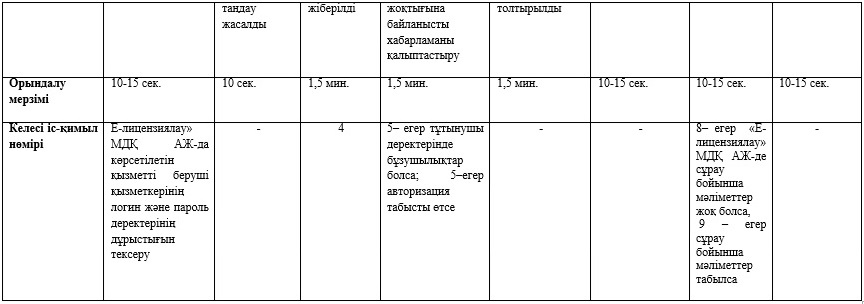 таңдау
жасалды
жіберілді
жоқтығына
байланысты
хабарламаны
қалыптастыру
толтырылды
Орындалу
мерзімі
10-15 сек.
10 сек.
1,5 мин.
1,5 мин.
1,5 мин.
10-15 сек.
10-15 сек.
10-15 сек.
Келесі іс-қимыл
нөмірі
Е-лицензиялау»
МДҚ АЖ-да
көрсетілетін
қызметті беруші
қызметкерінің
логин және пароль
деректерінің
дұрыстығын
тексеру
-
4
5– егер тұтынушы
деректерінде
бұзушылықтар
болса; 5–егер
авторизация
табысты өтсе
-
-
8– егер «Е-
лицензиялау»
МДҚ АЖ-де
сұрау
бойынша
мәліметтер
жоқ болса,
9 – егер
сұрау
бойынша
мәліметтер
табылса
-